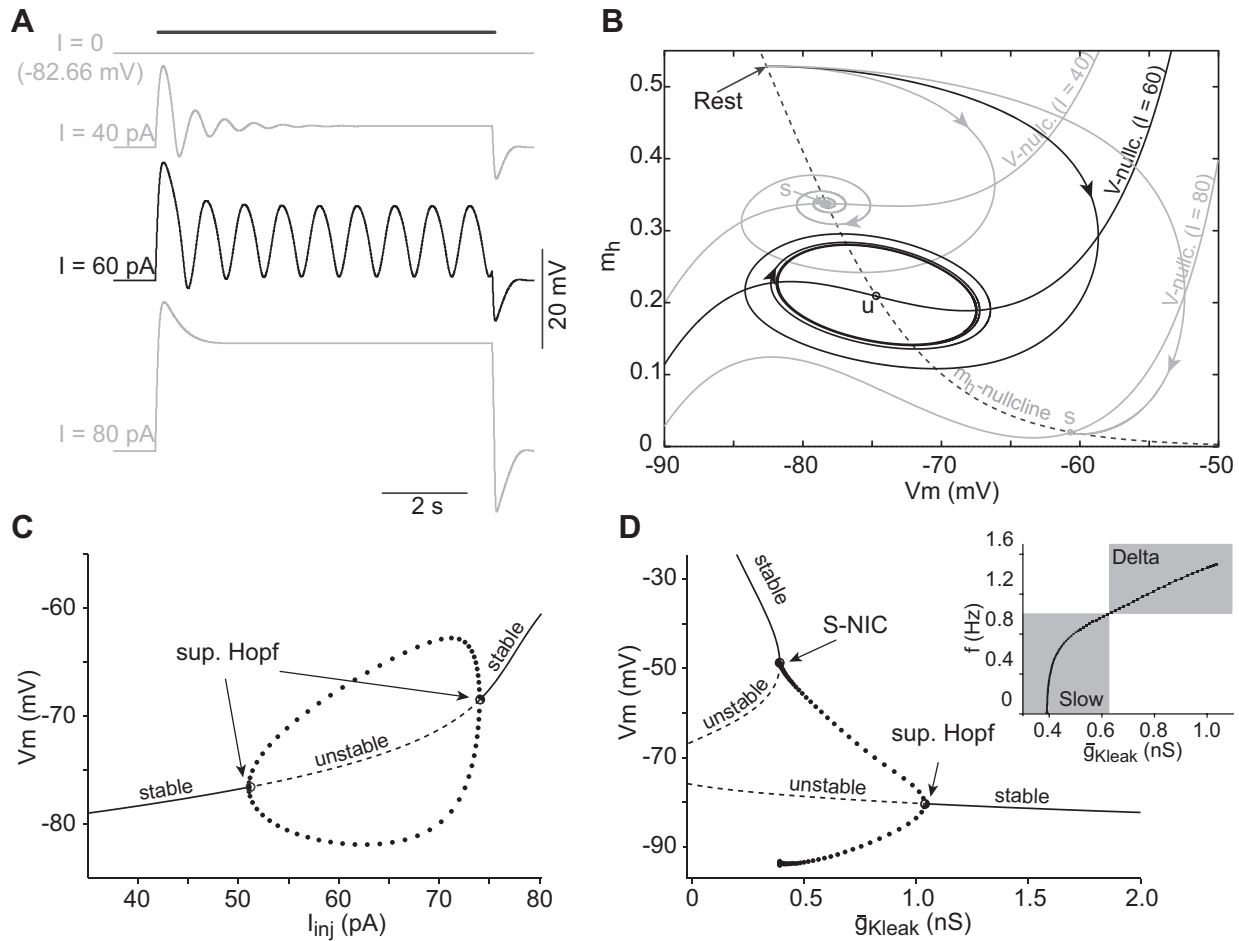 A
I = 0
(-82.66 mV)
I = 40 pA
I = 60 pA
I = 80 pA
20 mV
2 s
B
0.5
0.4
0.3
0.2
0.1
0
m_h
-90
-80
-70
-60
-50
Vm (mV)
Rest
V-nullc. (I = 40)
V-nullc. (I = 60)
V-nullc. (I = 80)
s
u
m_h-nullcline
s
C
-60
-70
-80
Vm (mV)
40
50
60
70
80
I_inj (pA)
sup. Hopf
stable
unstable
stable
D
-30
-50
-70
-90
Vm (mV)
0
0.5
1.0
1.5
2.0
g̅_Kleak (nS)
stable
S-NIC
unstable
sup. Hopf
unstable
stable
1.6
1.2
0.8
0.4
0
f (Hz)
Delta
Slow
0.4
0.6
0.8
1.0
g̅_Kleak (nS)